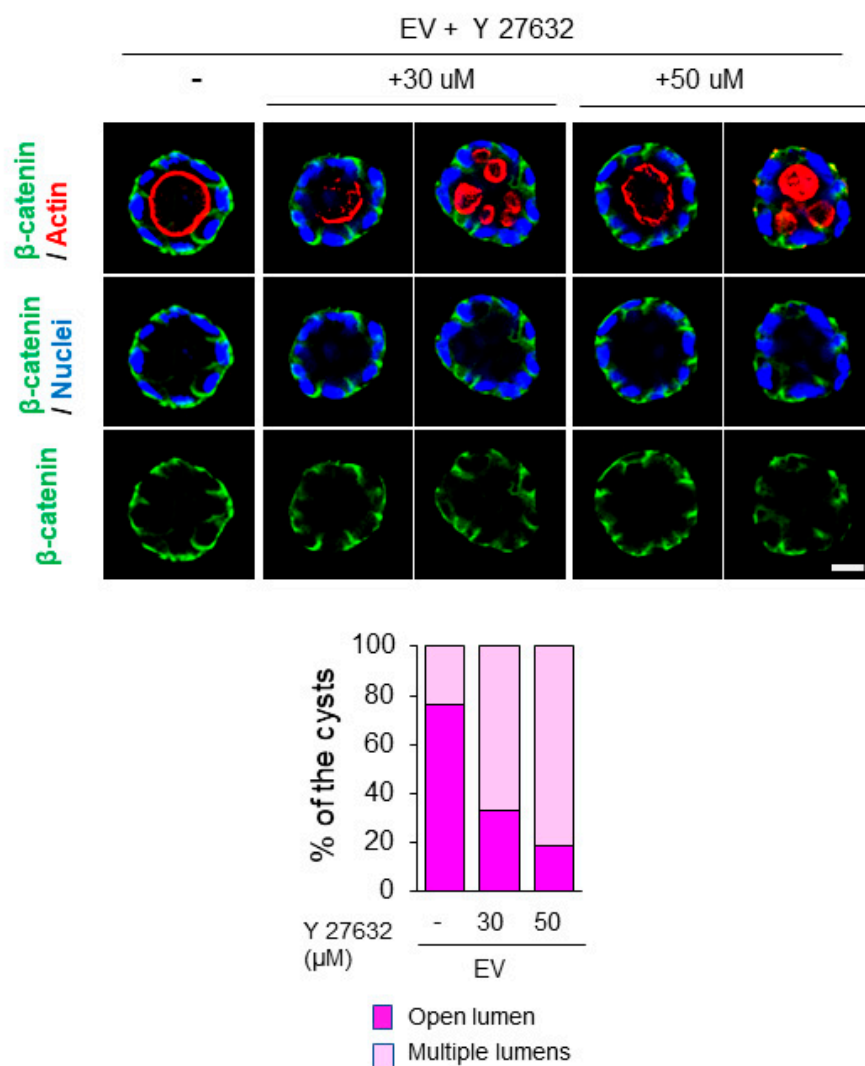 EV + Y 27632
-
+30 uM
+50 uM
β-catenin
/ Actin
β-catenin
/ Nuclei
β-catenin
% of the cysts
100
80
60
40
20
0
Y 27632
(µM)
- 30 50
EV
Open lumen
Multiple lumens